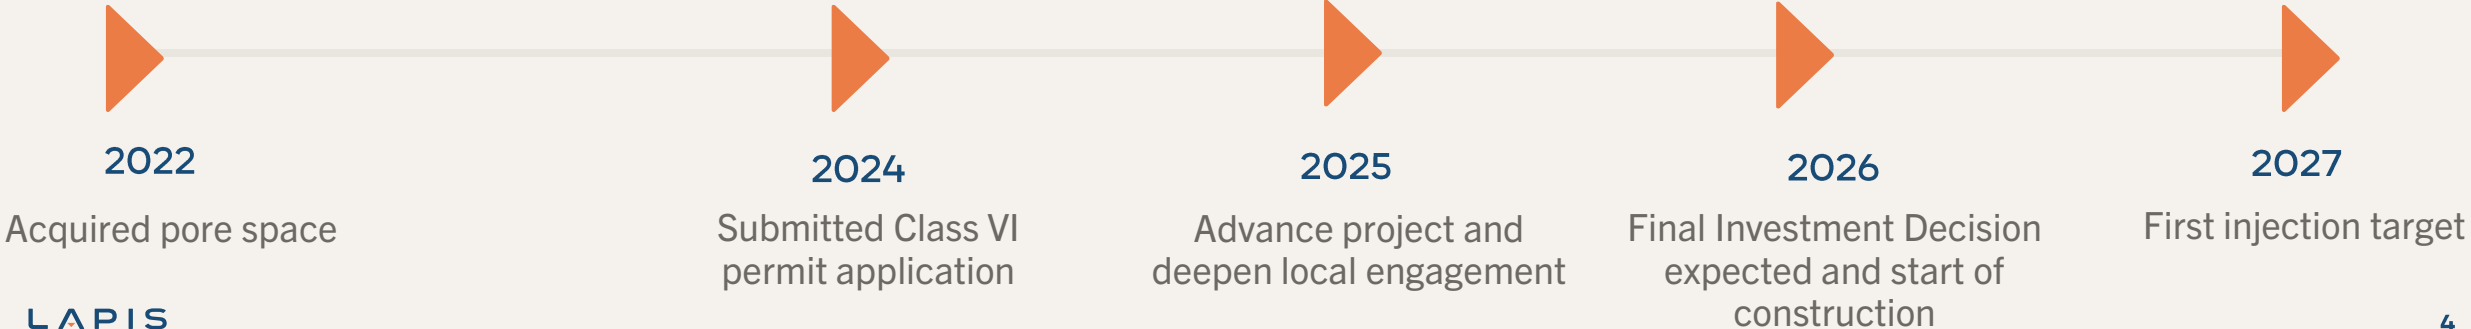 2022
Acquired pore space
2024
Submitted Class VI
permit application
2025
Advance project and
deepen local engagement
2026
Final Investment Decision
expected and start of
construction
2027
First injection target
LAPIS
4